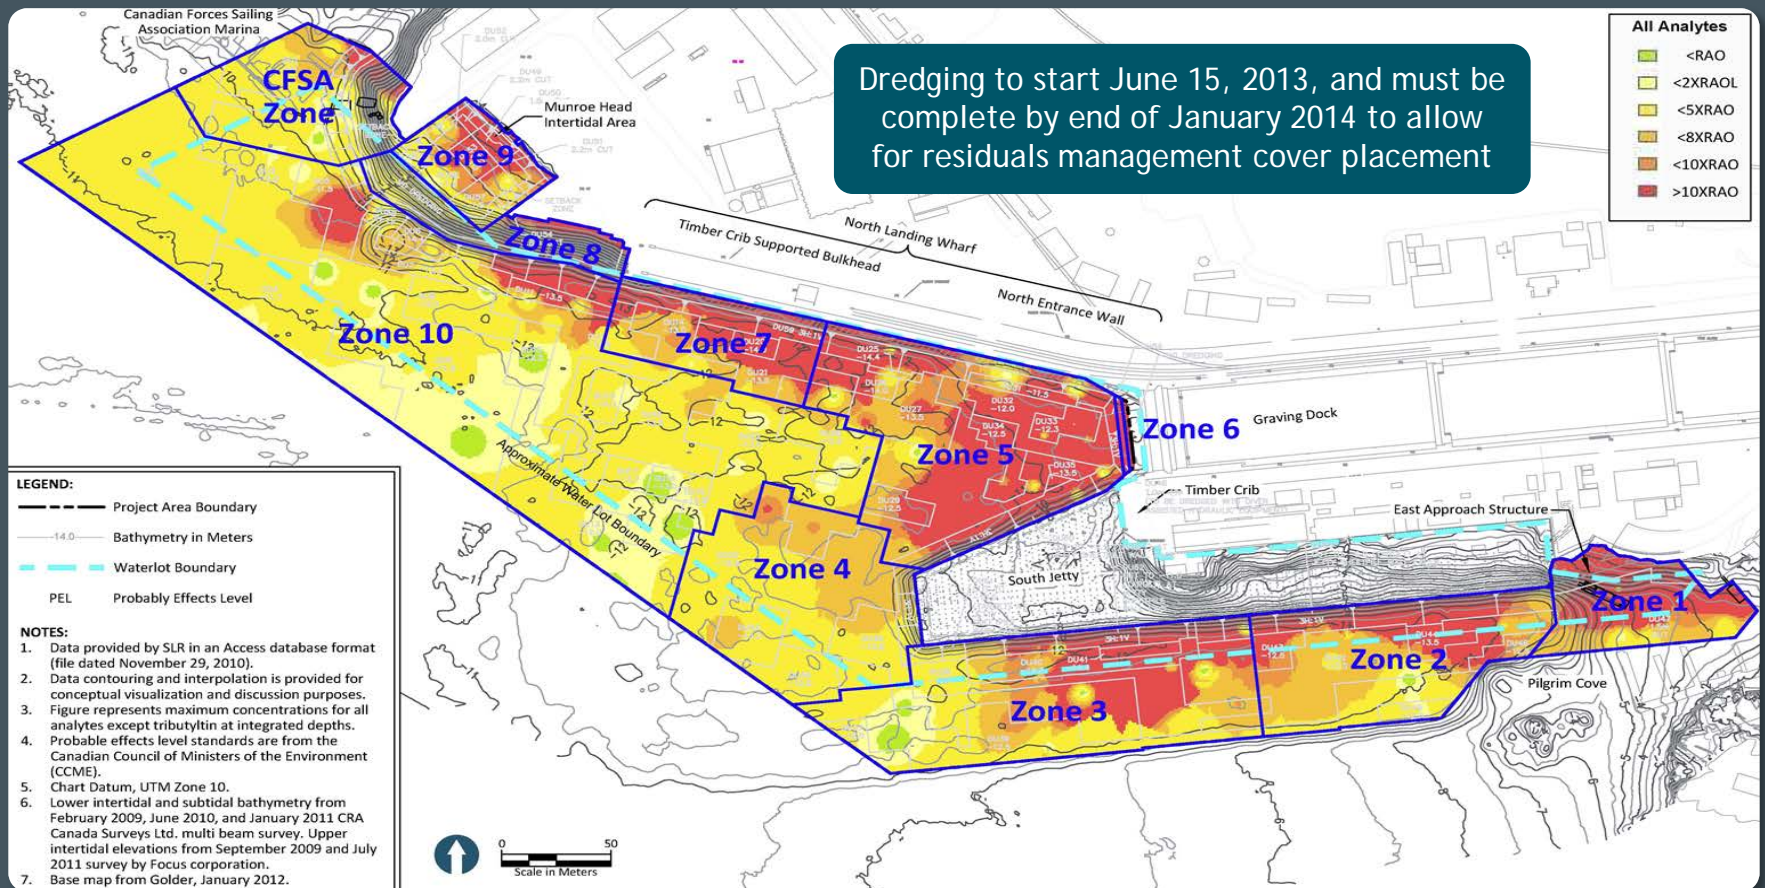 Canadian Forces Sailing
Association Marina
CFSA
Zone
Munroe Head
Intertidal Area
Zone 9
Dredging to start June 15, 2013, and must be
complete by end of January 2014 to allow
for residuals management cover placement
All Analytes
<RAO
<2XRAOL
<5XRAO
<8XRAO
<10XRAO
>10XRAO
Zone 8
Timber Crib Supported Bulkhead
North Landing Wharf
North Entrance Wall
Zone 10
Zone 7
Zone 5
Zone 6
Graving Dock
Timber Crib
East Approach Structure
Approximate Water Lot Boundary
Zone 4
South Jetty
Zone 1
Zone 2
Zone 3
Pilgrim Cove
LEGEND:
Project Area Boundary
-14.0 Bathymetry in Meters
Waterlot Boundary
PEL Probably Effects Level
NOTES:
1. Data provided by SLR in an Access database format
(file dated November 29, 2010).
2. Data contouring and interpolation is provided for
conceptual visualization and discussion purposes.
3. Figure represents maximum concentrations for all
analytes except tributyltin at integrated depths.
4. Probable effects level standards are from the
Canadian Council of Ministers of the Environment
(CCME).
5. Chart Datum, UTM Zone 10.
6. Lower intertidal and subtidal bathymetry from
February 2009, June 2010, and January 2011 CRA
Canada Surveys Ltd. multi beam survey. Upper
intertidal elevations from September 2009 and July
2011 survey by Focus corporation.
7. Base map from Golder, January 2012.
0 50
Scale in Meters